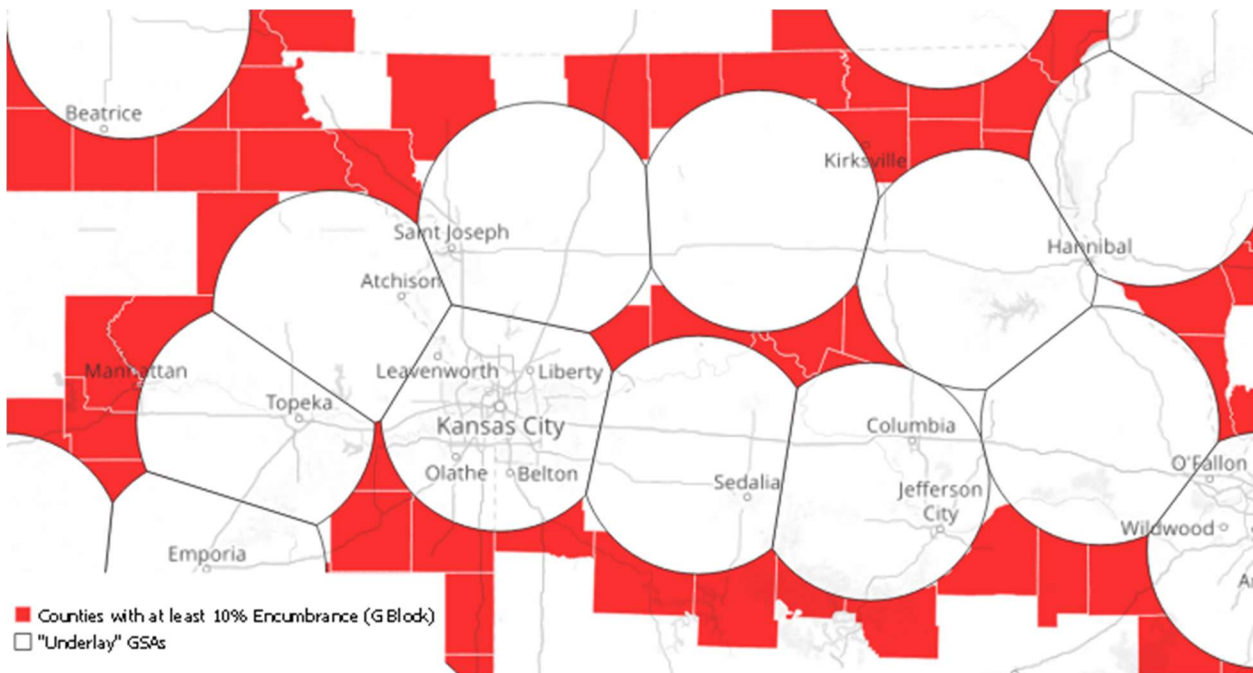 Beatrice
Kirksville
Saint Joseph
Hannibal
Atchison
Manhattan
Leavenworth
Liberty
Topeka
Kansas City
Columbia
Olathe
Belton
O'Fallon
Sedalia
Jefferson
City
Wildwood
Emporia
Counties with at least 10% Encumbrance (G Block)
"Underlay" GSAs